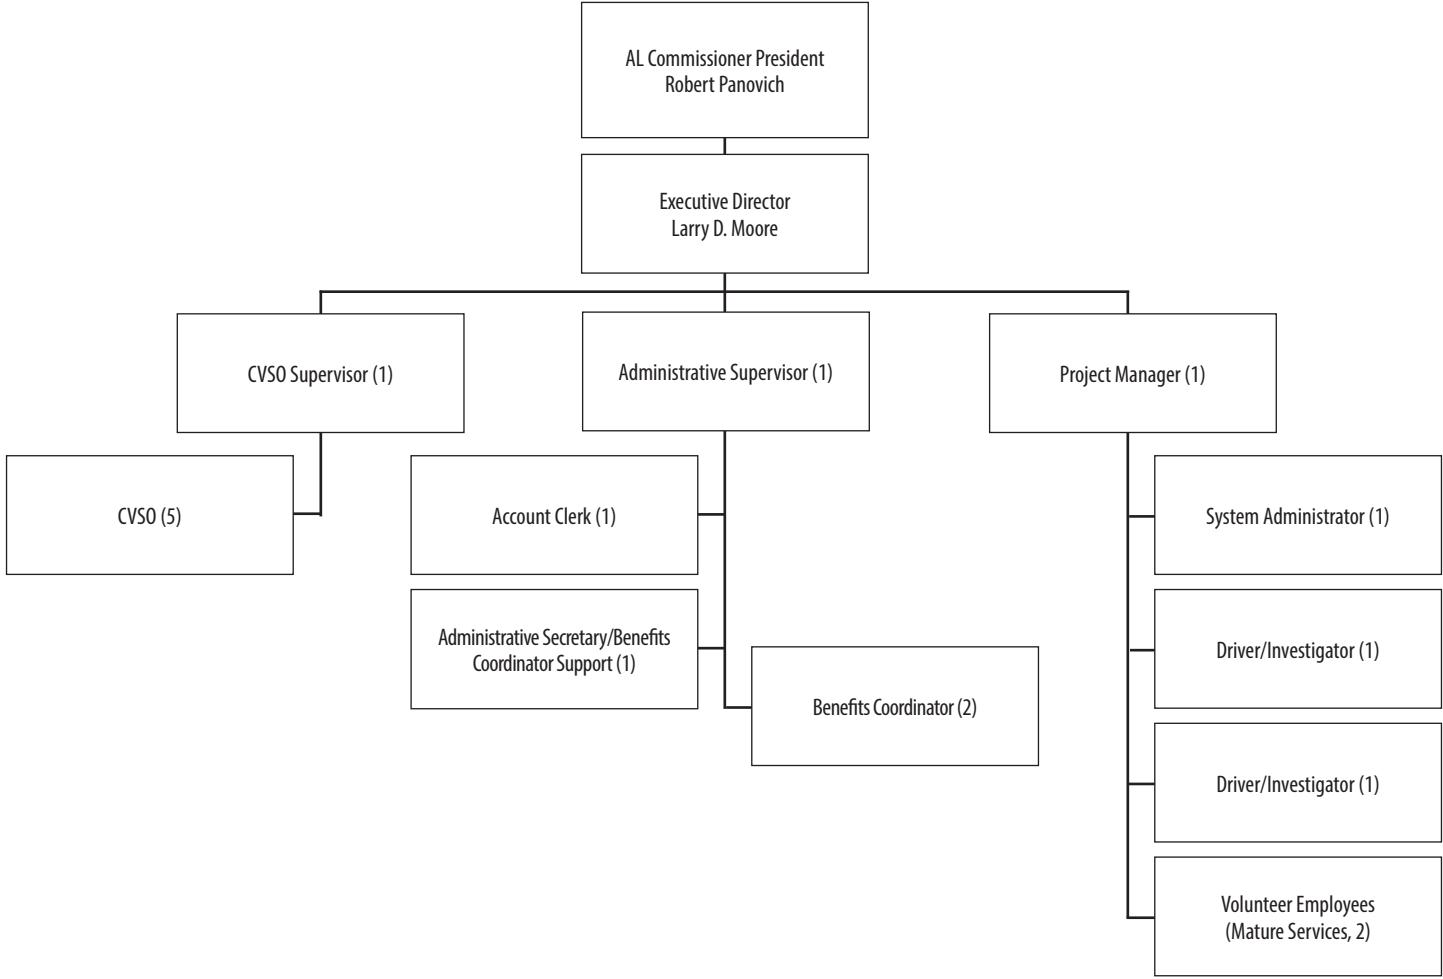 AL Commissioner President
Robert Panovich
Executive Director
Larry D. Moore
CVSO Supervisor (1)
Administrative Supervisor (1)
Project Manager (1)
CVSO (5)
Account Clerk (1)
System Administrator (1)
Administrative Secretary/Benefits
Coordinator Support (1)
Driver/Investigator (1)
Benefits Coordinator (2)
Driver/Investigator (1)
Volunteer Employees
(Mature Services, 2)